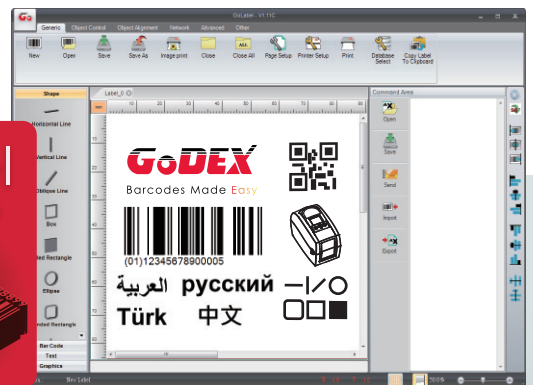 Go
GoLabel - V1.11C
Generic Object Control Object Alignment Network Advanced Other
New Open Save Save As Image print Close Close All Page Setup Printer Setup Print Database Select Copy Label To Clipboard
ALL
Shape
Label_0
Command Area
Horizontal Line
Vertical Line
Oblique Line
Box
Ellipse
Bar Code
Text
Graphics
Open
Save
Send
Import
Export
GoDEX
Barcodes Made Easy
(01)12345678900005
العربية русский
Türk 中文
New Label